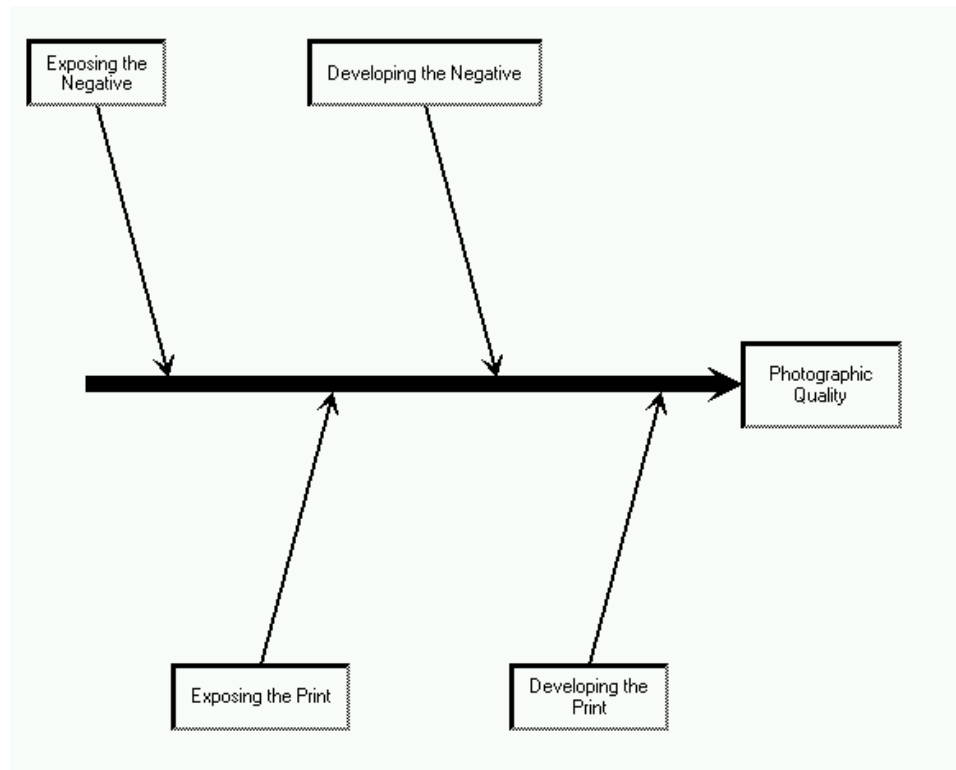 Exposing the
Negative
Developing the Negative
Photographic
Quality
Exposing the Print
Developing the
Print